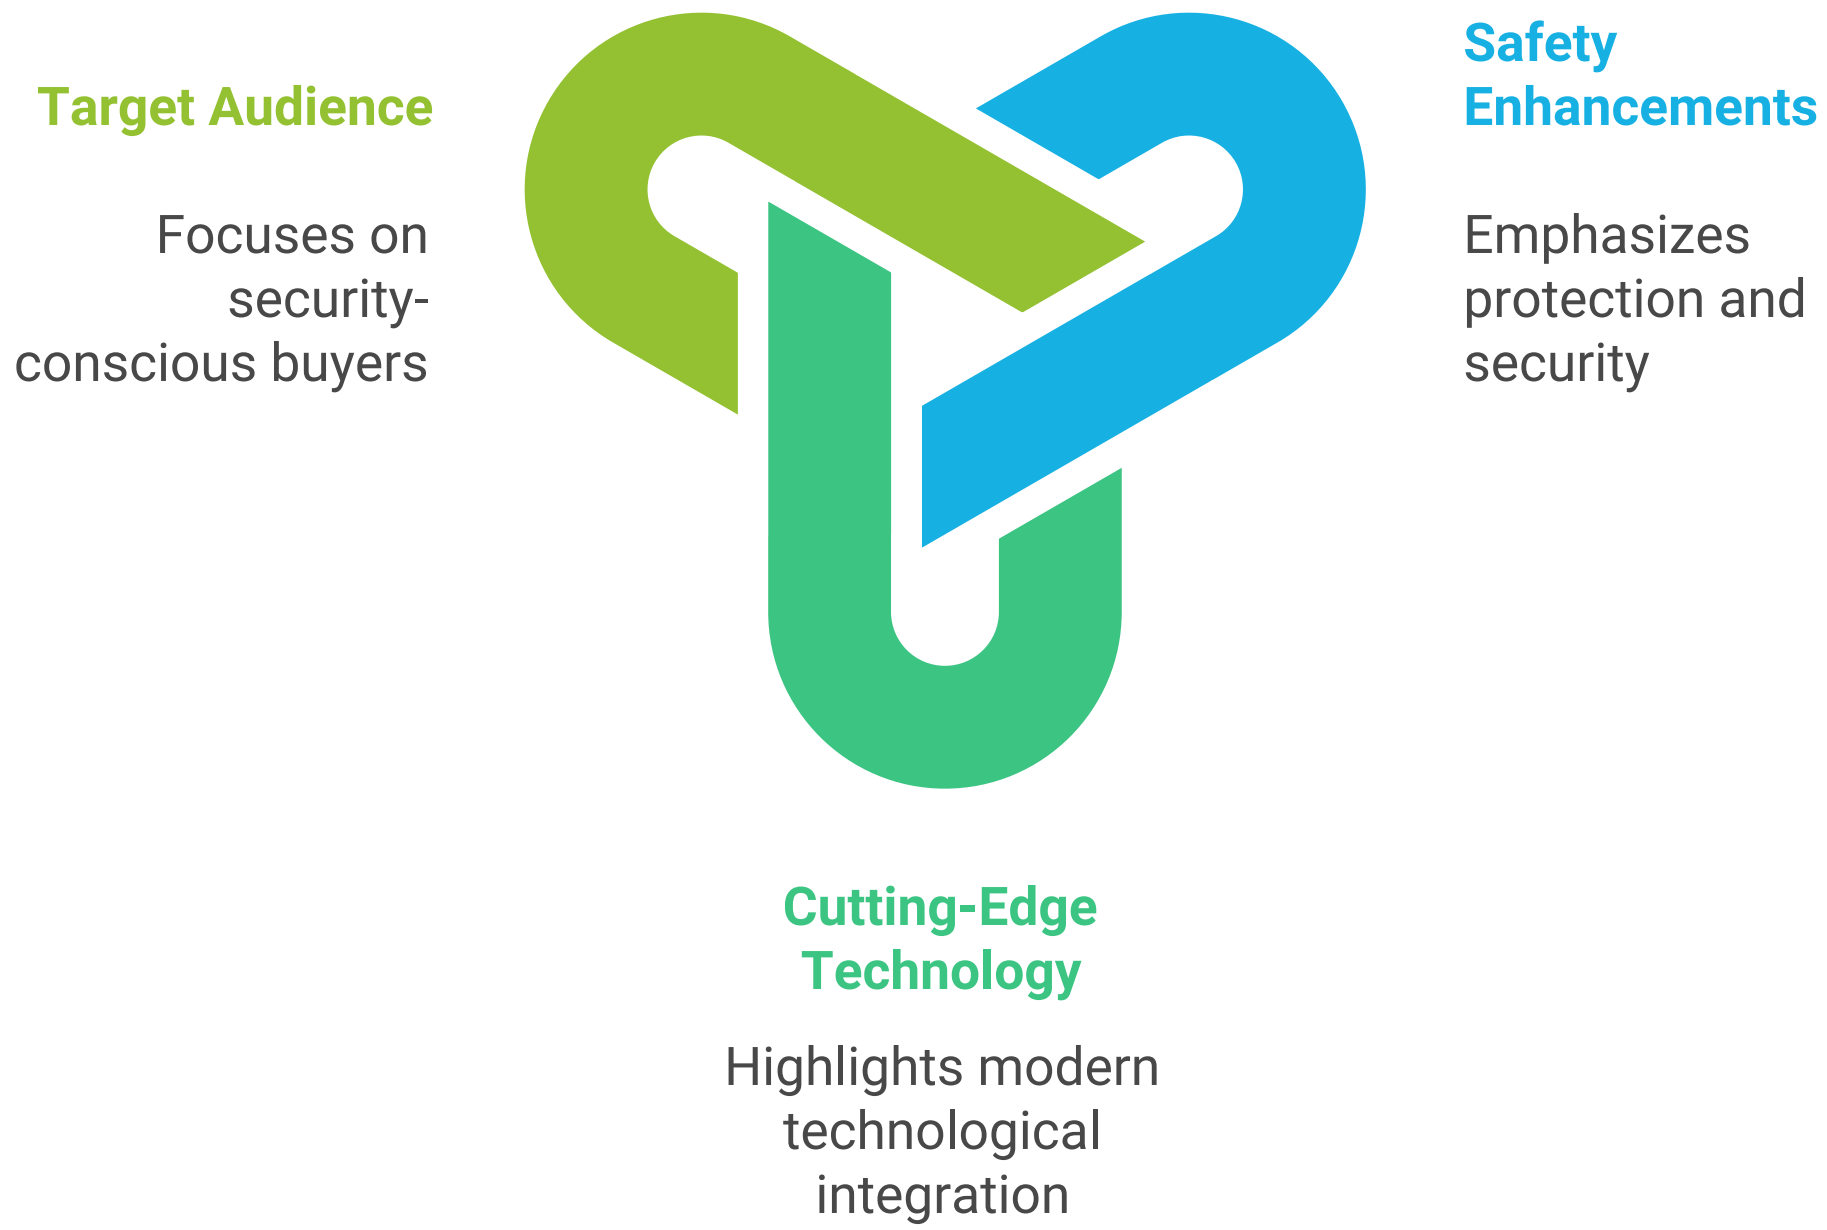 Target Audience
Focuses on
security-
conscious buyers
Safety
Enhancements
Emphasizes
protection and
security
Cutting-Edge
Technology
Highlights modern
technological
integration